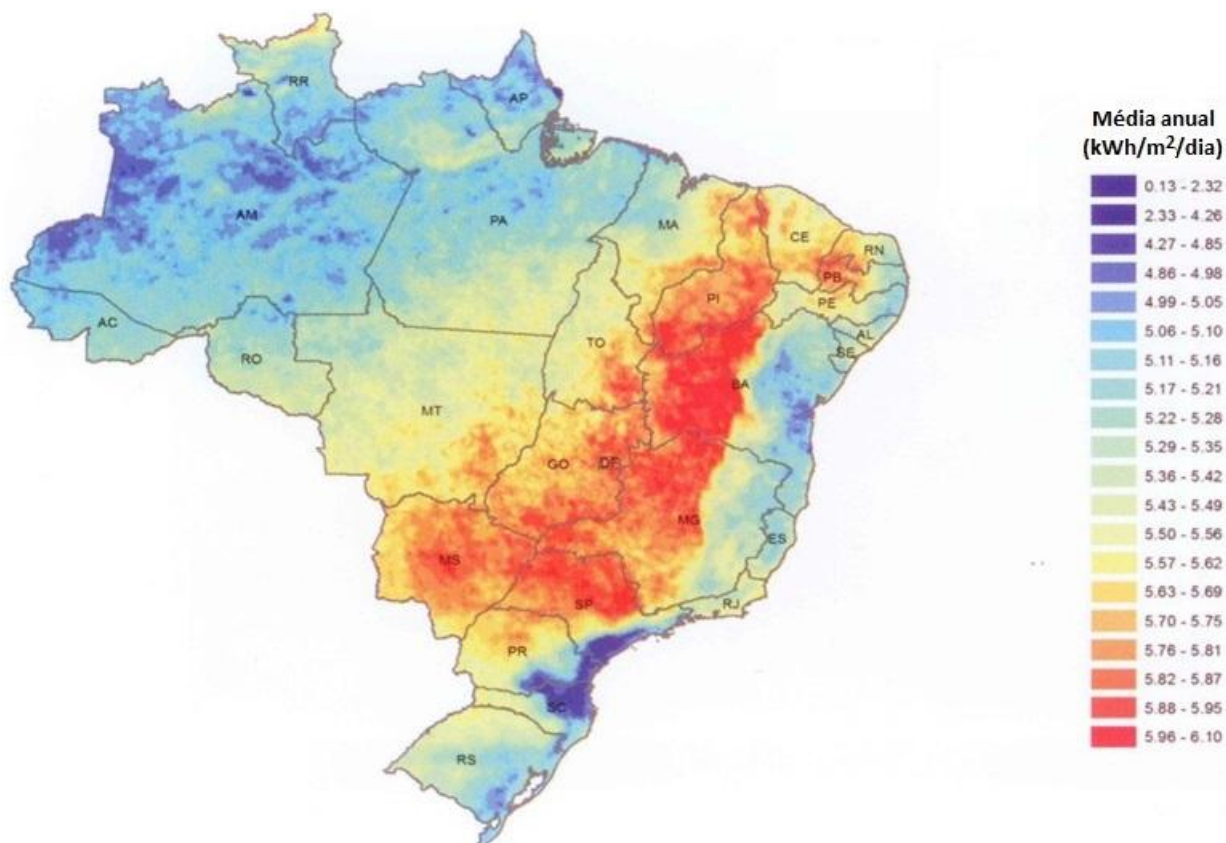 RR
AP
AM
PA
MA
CE
RN
PB
PI
PE
AC
AL
TO
SE
RO
BA
MT
GO
DF
MG
ES
MS
SP
RJ
PR
SC
RS
Média anual
(kWh/m²/dia)
0.13 - 2.32
2.33 - 4.26
4.27 - 4.85
4.86 - 4.98
4.99 - 5.05
5.06 - 5.10
5.11 - 5.16
5.17 - 5.21
5.22 - 5.28
5.29 - 5.35
5.36 - 5.42
5.43 - 5.49
5.50 - 5.56
5.57 - 5.62
5.63 - 5.69
5.70 - 5.75
5.76 - 5.81
5.82 - 5.87
5.88 - 5.95
5.96 - 6.10